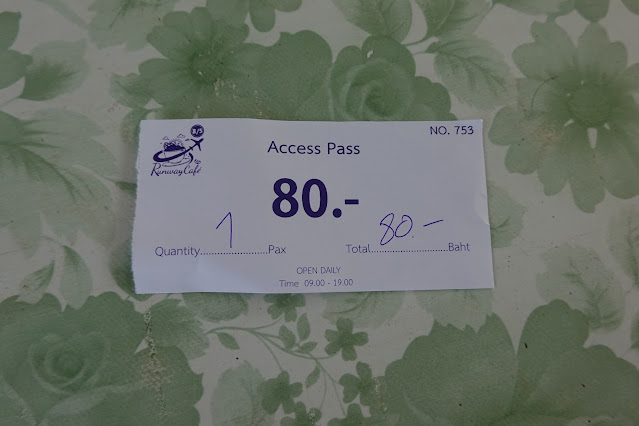 NO. 753
Runway Café
Access Pass
80.-
Quantity.......1.......Pax Total.......80.-.......Baht
OPEN DAILY
Time 09.00 - 19.00